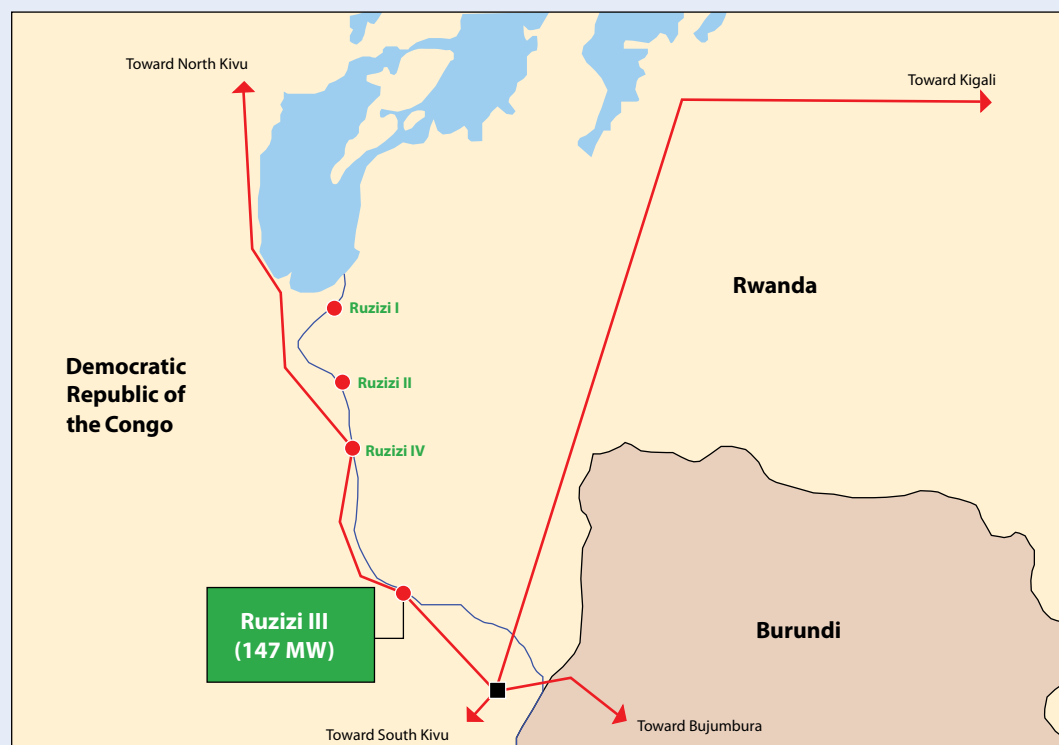 Toward North Kivu
Toward Kigali
Rwanda
Ruzizi I
Democratic
Republic of
the Congo
Ruzizi II
Ruzizi IV
Ruzizi III
(147 MW)
Burundi
Toward South Kivu
Toward Bujumbura